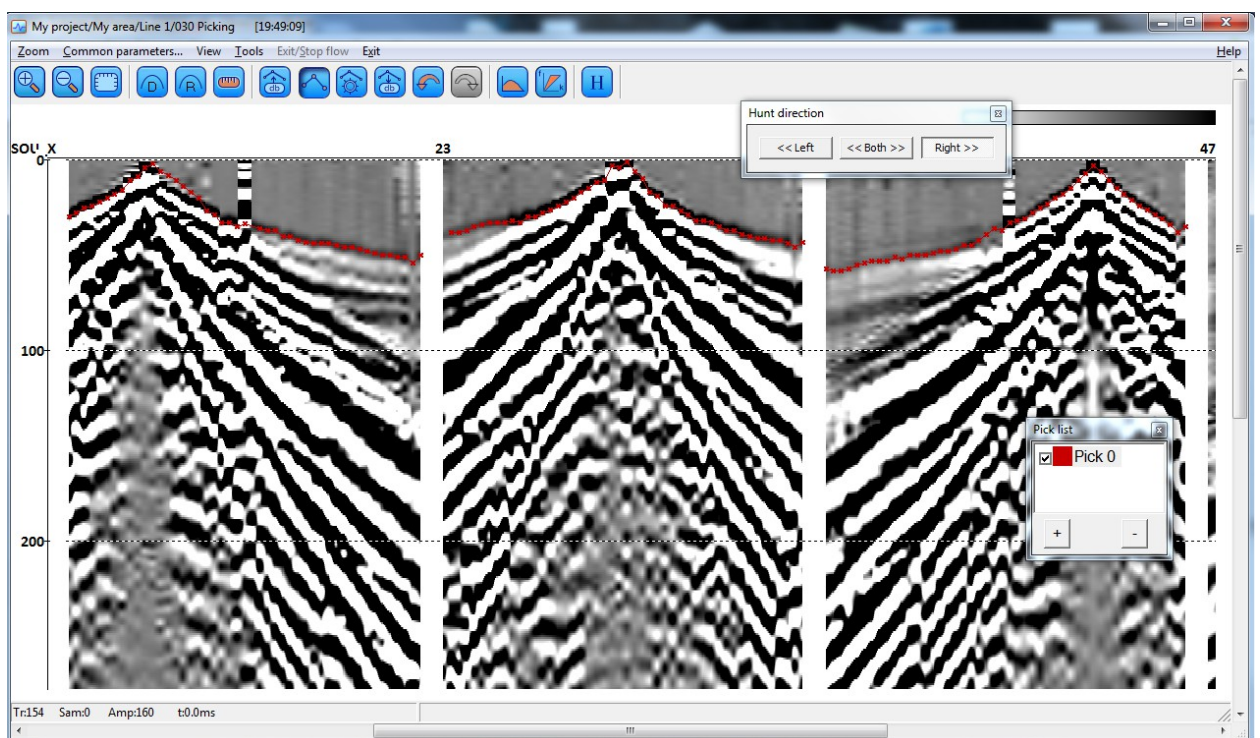 My project/My area/Line 1/030 Picking [19:49:09]
Zoom Common parameters... View Tools Exit/Stop flow Exit Help
D R db db f k H
Hunt direction
<< Left << Both >> Right >>
23 47
0
100
200
Pick list
Pick 0
+ -
Tr:154 Sam:0 Amp:160 t:0.0ms